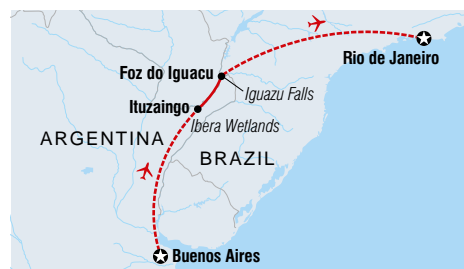 Rio de Janeiro
Foz do Iguacu
Iguazu Falls
Ituzaingo
Ibera Wetlands
ARGENTINA
BRAZIL
Buenos Aires